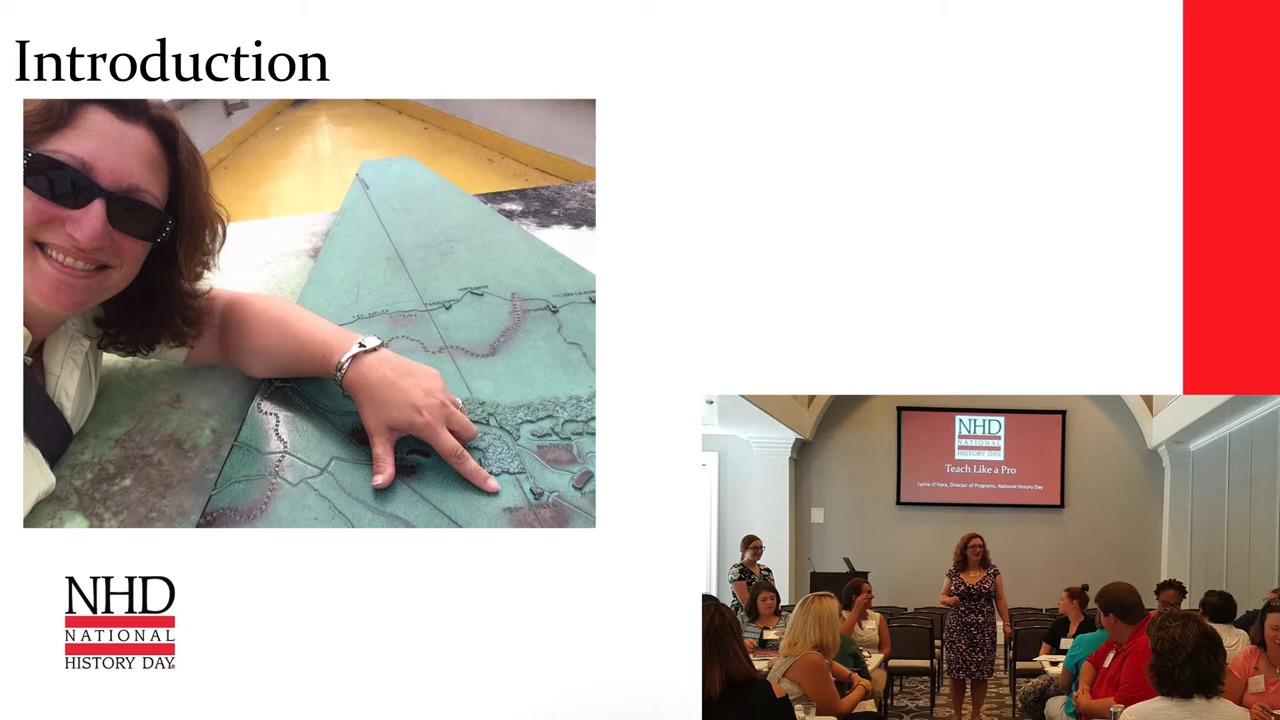 Introduction
NHD
NATIONAL
HISTORY DAY
NHD
NATIONAL
HISTORY DAY
Teach Like a Pro
Lynne O'Hara, Director of Programs, National History Day